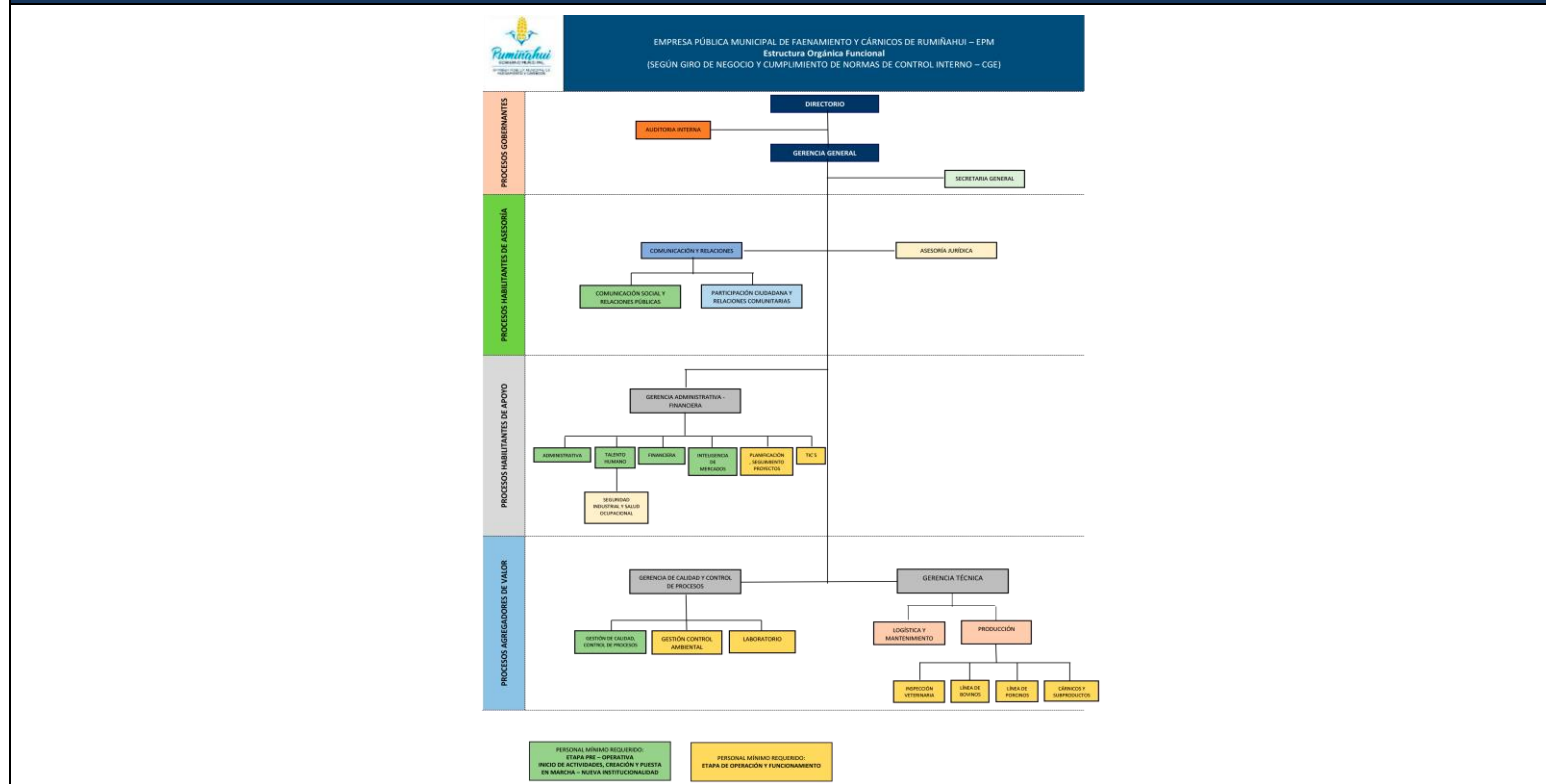 Rumiñahui
GOBIERNO MUNICIPAL
EMPRESA PÚBLICA MUNICIPAL DE FAENAMIENTO Y CÁRNICOS DE RUMIÑAHUI – EPM
Estructura Orgánica Funcional
(SEGÚN GIRO DE NEGOCIO Y CUMPLIMIENTO DE NORMAS DE CONTROL INTERNO – CGE)
PROCESOS GOBERNANTES
DIRECTORIO
AUDITORIA INTERNA
GERENCIA GENERAL
SECRETARIA GENERAL
PROCESOS HABILITANTES DE ASESORÍA
COMUNICACIÓN Y RELACIONES
ASESORÍA JURÍDICA
COMUNICACIÓN SOCIAL Y
RELACIONES PÚBLICAS
PARTICIPACIÓN CIUDADANA Y
RELACIONES COMUNITARIAS
PROCESOS HABILITANTES DE APOYO
GERENCIA ADMINISTRATIVA -
FINANCIERA
ADMINISTRATIVA
TALENTO
HUMANO
FINANCIERA
INTELIGENCIA
DE
MERCADOS
PLANIFICACIÓN
, SEGUIMIENTO
PROYECTOS
TIC´S
SEGURIDAD
INDUSTRIAL Y SALUD
OCUPACIONAL
PROCESOS AGREGADORES DE VALOR
GERENCIA DE CALIDAD Y CONTROL
DE PROCESOS
GERENCIA TÉCNICA
GESTIÓN DE CALIDAD,
CONTROL DE PROCESOS
GESTIÓN CONTROL
AMBIENTAL
LABORATORIO
LOGÍSTICA Y
MANTENIMIENTO
PRODUCCIÓN
INSPECCIÓN
VETERINARIA
LÍNEA DE
BOVINOS
LÍNEA DE
PORCINOS
CÁRNICOS Y
SUBPRODUCTOS
PERSONAL MÍNIMO REQUERIDO:
ETAPA PRE – OPERATIVA
INICIO DE ACTIVIDADES, CREACIÓN Y PUESTA
EN MARCHA – NUEVA INSTITUCIONALIDAD
PERSONAL MÍNIMO REQUERIDO:
ETAPA DE OPERACIÓN Y FUNCIONAMIENTO